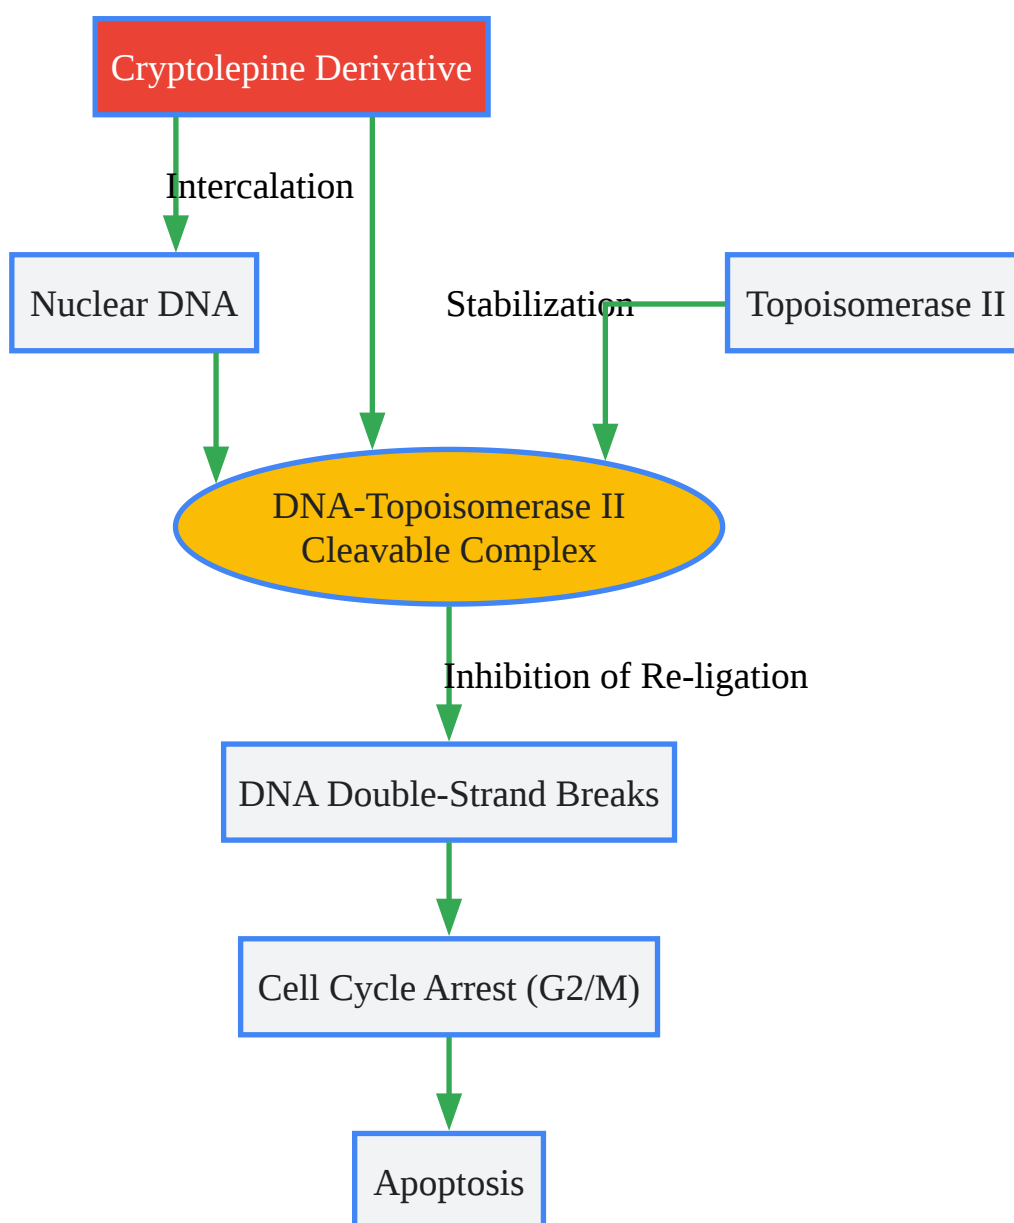 Cryptolepine Derivative
Intercalation
Nuclear DNA
Stabilization
Topoisomerase II
DNA-Topoisomerase II
Cleavable Complex
Inhibition of Re-ligation
DNA Double-Strand Breaks
Cell Cycle Arrest (G2/M)
Apoptosis